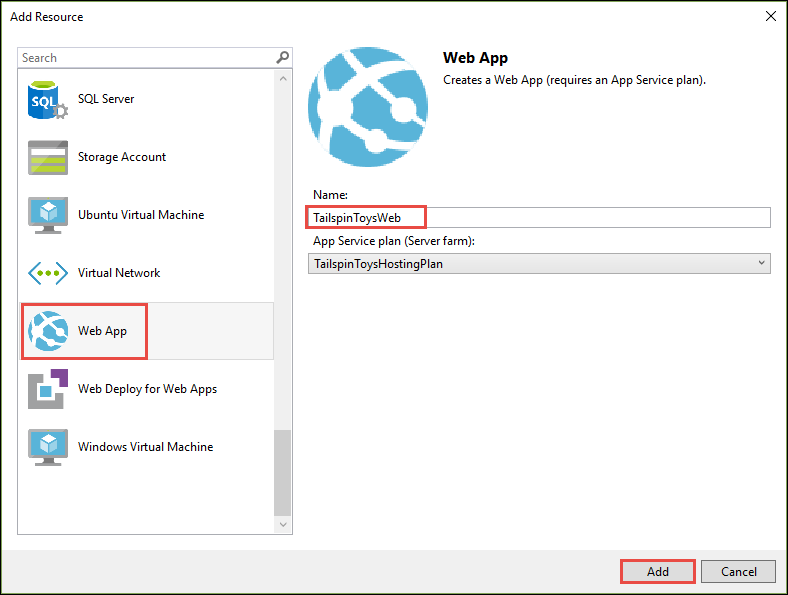 Add Resource
Search
SQL
SQL Server
Storage Account
Ubuntu Virtual Machine
Virtual Network
Web App
Web Deploy for Web Apps
Windows Virtual Machine
Web App
Creates a Web App (requires an App Service plan).
Name:
TailspinToysWeb
App Service plan (Server farm):
TailspinToysHostingPlan
Add
Cancel